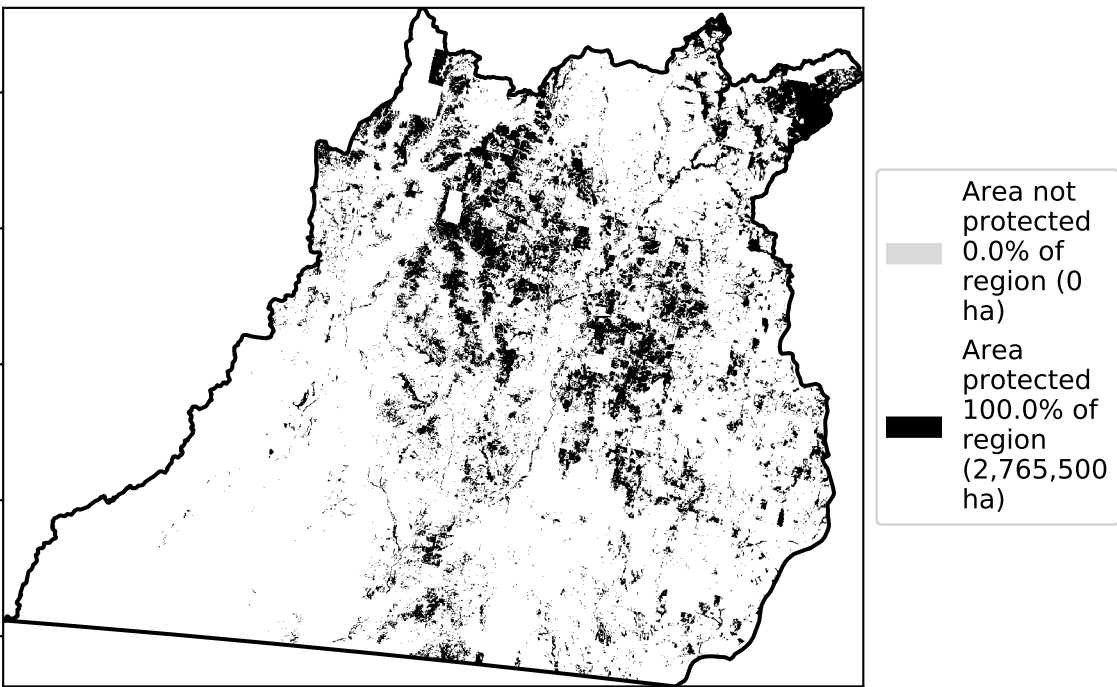 Area not
protected
0.0% of
region (0
ha)
Area
protected
100.0% of
region
(2,765,500
ha)